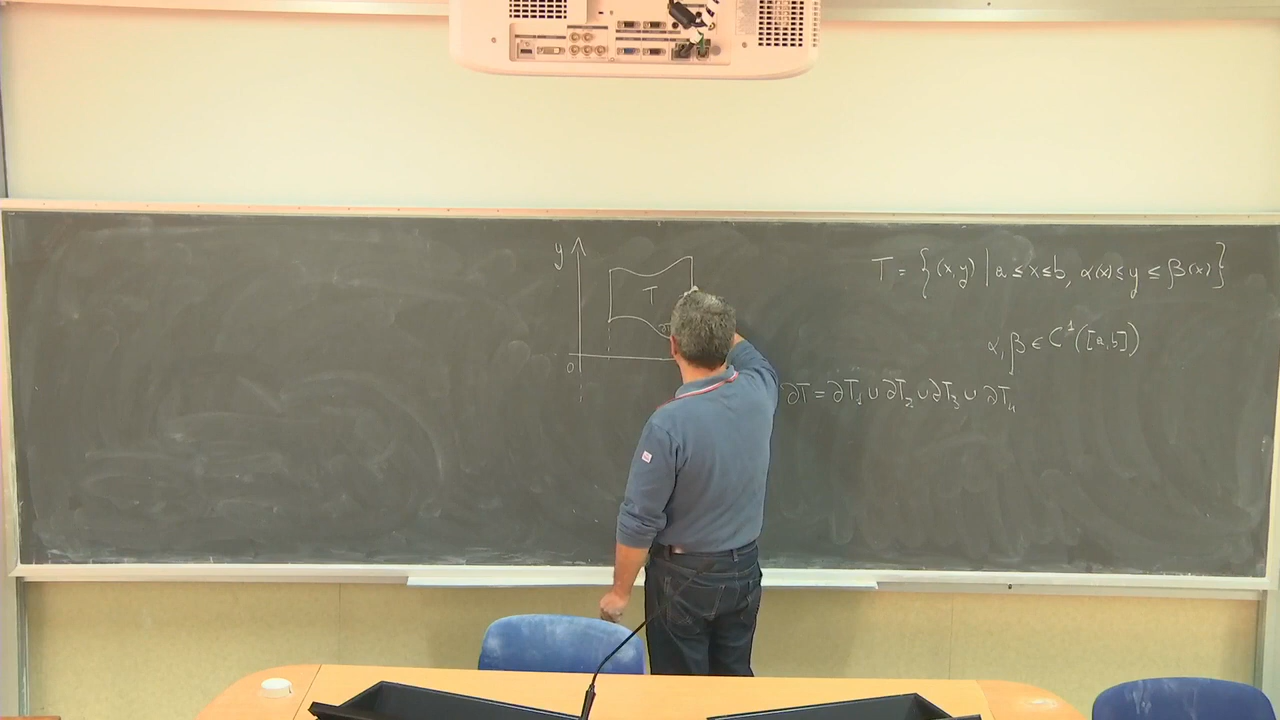 y
T
0
T = {(x,y) | a ≤ x ≤ b, α(x) ≤ y ≤ β(x)}
α, β ∈ C¹([a,b])
∂T = ∂T₁ ∪ ∂T₂ ∪ ∂T₃ ∪ ∂T₄